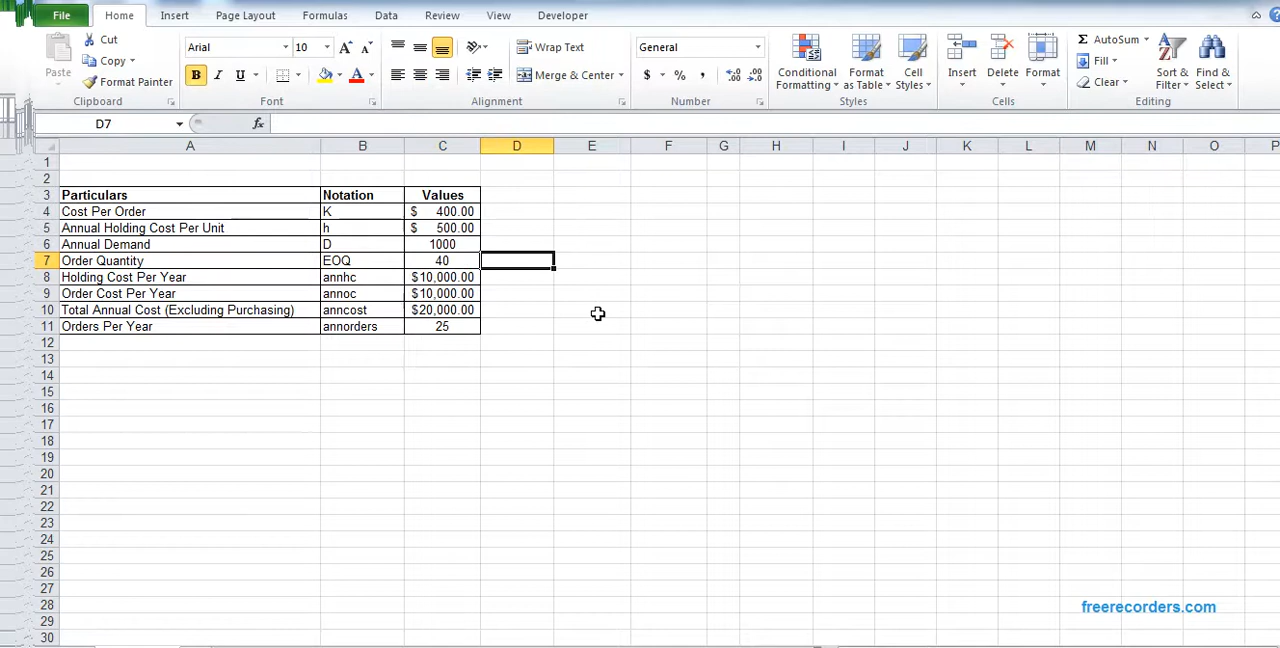 File Home Insert Page Layout Formulas Data Review View Developer
Paste Cut Copy Format Painter Clipboard
Arial 10 A A B I U A Font
Wrap Text Merge & Center Alignment
General $ % , .0 .00 .00 .0 Number
Conditional Formatting Format as Table Cell Styles Styles
Insert Delete Format Cells
Σ AutoSum Fill Clear Sort & Filter Find & Select Editing
D7 fx
A B C D E F G H I J K L M N O P
1
2
3 Particulars Notation Values
4 Cost Per Order K $ 400.00
5 Annual Holding Cost Per Unit h $ 500.00
6 Annual Demand D 1000
7 Order Quantity EOQ 40
8 Holding Cost Per Year annhc $10,000.00
9 Order Cost Per Year annoc $10,000.00
10 Total Annual Cost (Excluding Purchasing) anncost $20,000.00
11 Orders Per Year annorders 25
12
13
14
15
16
17
18
19
20
21
22
23
24
25
26
27
28 freerecorders.com
29
30